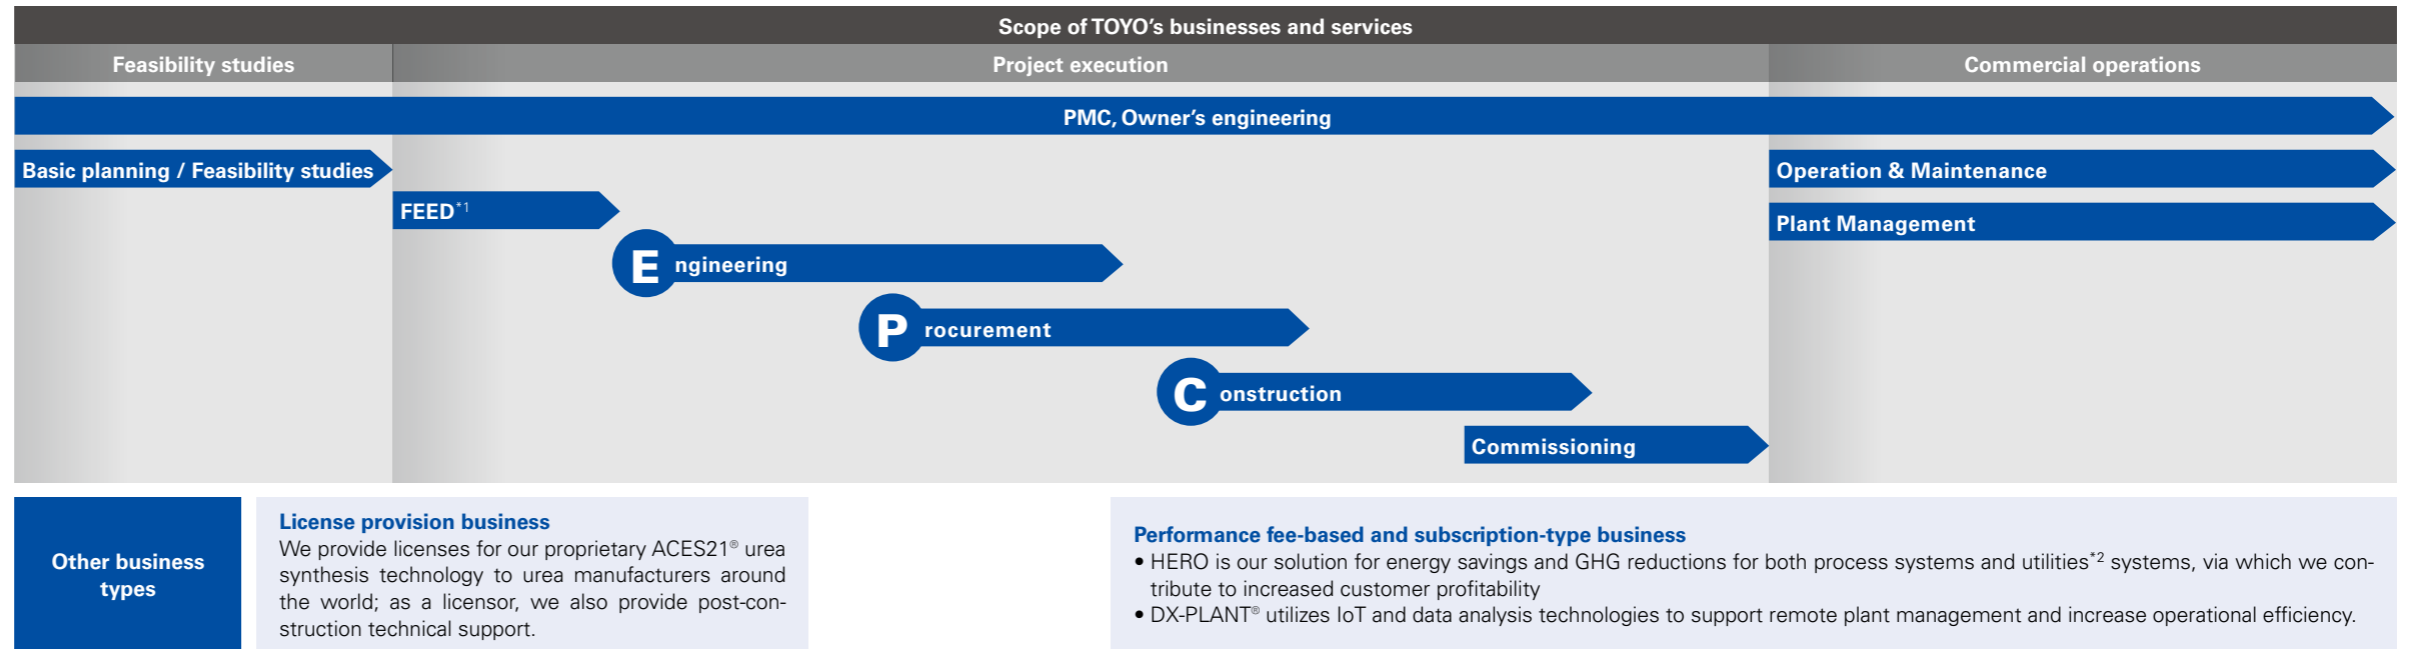 Scope of TOYO’s businesses and services
Feasibility studies
Project execution
Commercial operations
PMC, Owner’s engineering
Basic planning / Feasibility studies
Operation & Maintenance
FEED*1
Plant Management
Engineering
Procurement
Construction
Commissioning
Other business
types
License provision business
We provide licenses for our proprietary ACES21® urea
synthesis technology to urea manufacturers around
the world; as a licensor, we also provide post-con-
struction technical support.
Performance fee-based and subscription-type business
• HERO is our solution for energy savings and GHG reductions for both process systems and utilities*2 systems, via which we con-
tribute to increased customer profitability
• DX-PLANT® utilizes IoT and data analysis technologies to support remote plant management and increase operational efficiency.